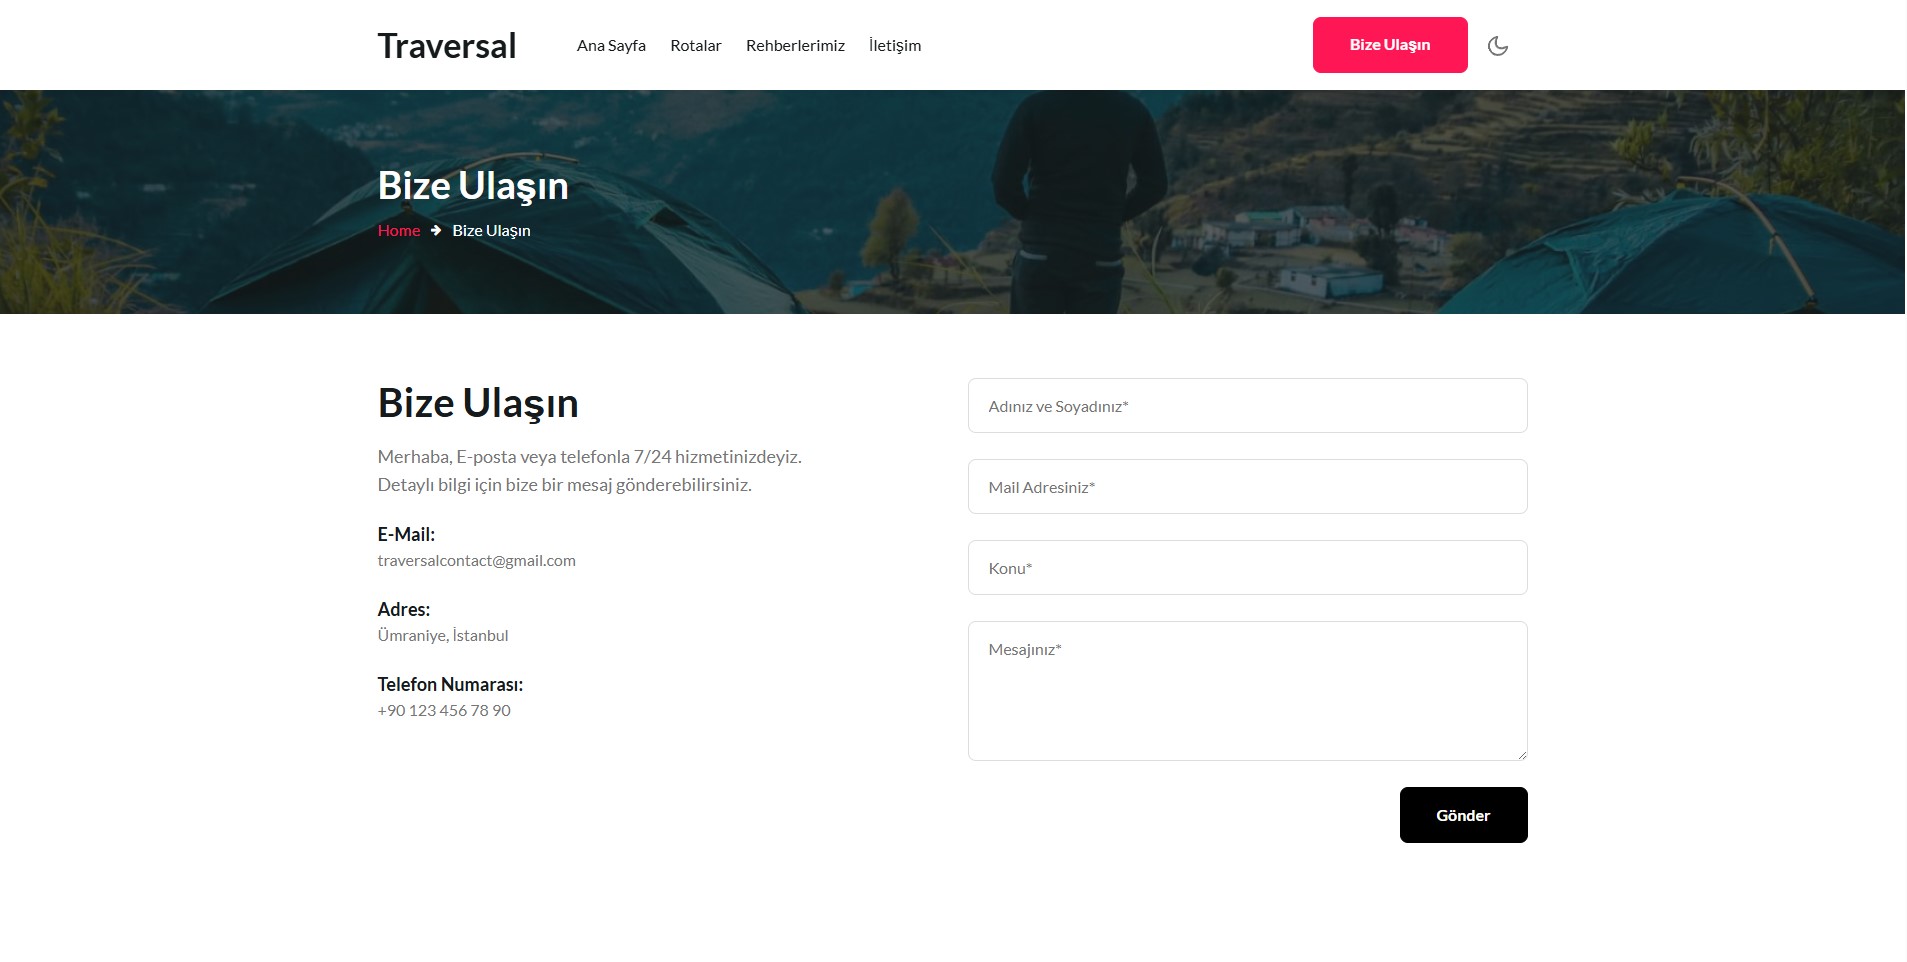 Traversal
Ana Sayfa Rotalar Rehberlerimiz İletişim
Bize Ulaşın
Bize Ulaşın
Home Bize Ulaşın
Bize Ulaşın
Merhaba, E-posta veya telefonla 7/24 hizmetinizdeyiz.
Detaylı bilgi için bize bir mesaj gönderebilirsiniz.
E-Mail:
traversalcontact@gmail.com
Adres:
Ümraniye, İstanbul
Telefon Numarası:
+90 123 456 78 90
Adınız ve Soyadınız*
Mail Adresiniz*
Konu*
Mesajınız*
Gönder